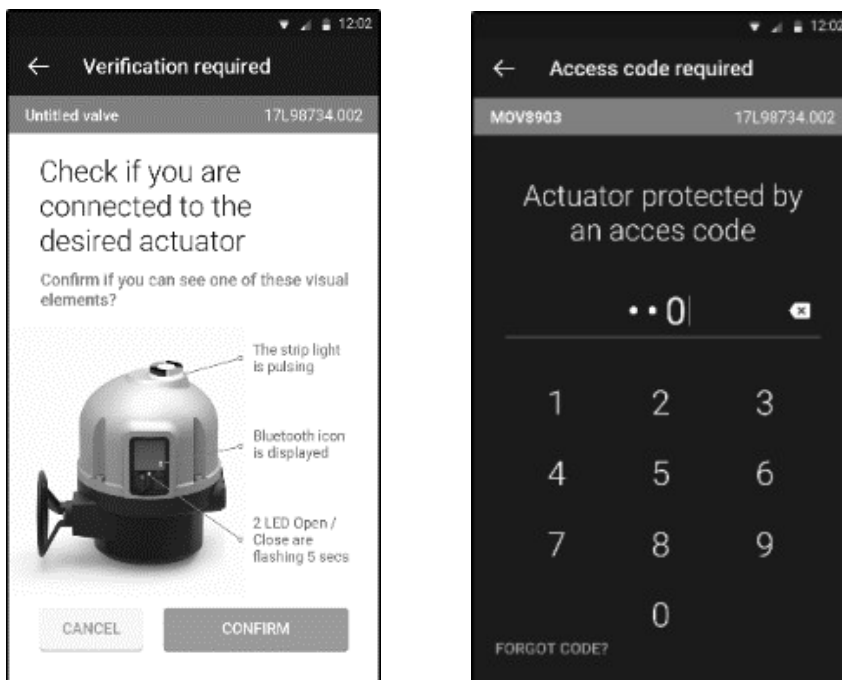 12:02
← Verification required
Untitled valve 17L98734.002
Check if you are
connected to the
desired actuator
Confirm if you can see one of these visual
elements?
The strip light
is pulsing
Bluetooth icon
is displayed
2 LED Open /
Close are
flashing 5 secs
CANCEL CONFIRM
12:02
← Access code required
MOV8903 17L98734.002
Actuator protected by
an acces code
••0
1 2 3
4 5 6
7 8 9
0
FORGOT CODE?